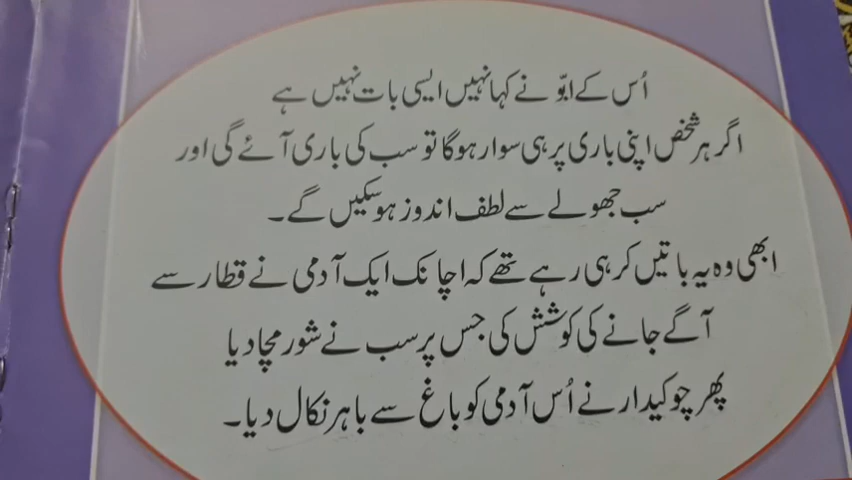 اُس کے ابوّ نے کہا نہیں ایسی بات نہیں ہے
اگر ہر شخص اپنی باری پر ہی سوار ہوگا تو سب کی باری آئے گی اور
سب جھولے سے لطف اندوز ہوسکیں گے۔
ابھی وہ یہ باتیں کر ہی رہے تھے کہ اچانک ایک آدمی نے قطار سے
آگے جانے کی کوشش کی جس پر سب نے شور مچا دیا
پھر چوکیدار نے اُس آدمی کو باغ سے باہر نکال دیا۔